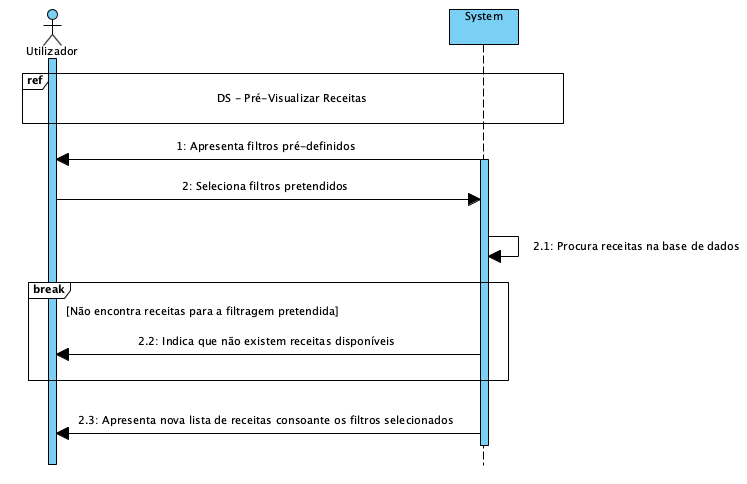 System
Utilizador
ref
DS - Pré-Visualizar Receitas
1: Apresenta filtros pré-definidos
2: Seleciona filtros pretendidos
2.1: Procura receitas na base de dados
break
[Não encontra receitas para a filtragem pretendida]
2.2: Indica que não existem receitas disponíveis
2.3: Apresenta nova lista de receitas consoante os filtros selecionados